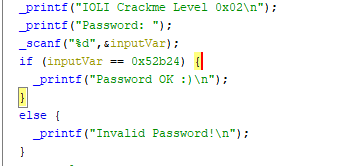 _printf("IOLI Crackme Level 0x02\n");
_printf("Password: ");
_scanf("%d",&inputVar);
if (inputVar == 0x52b24) {
_printf("Password OK :)\n");
}
else {
_printf("Invalid Password!\n");
}